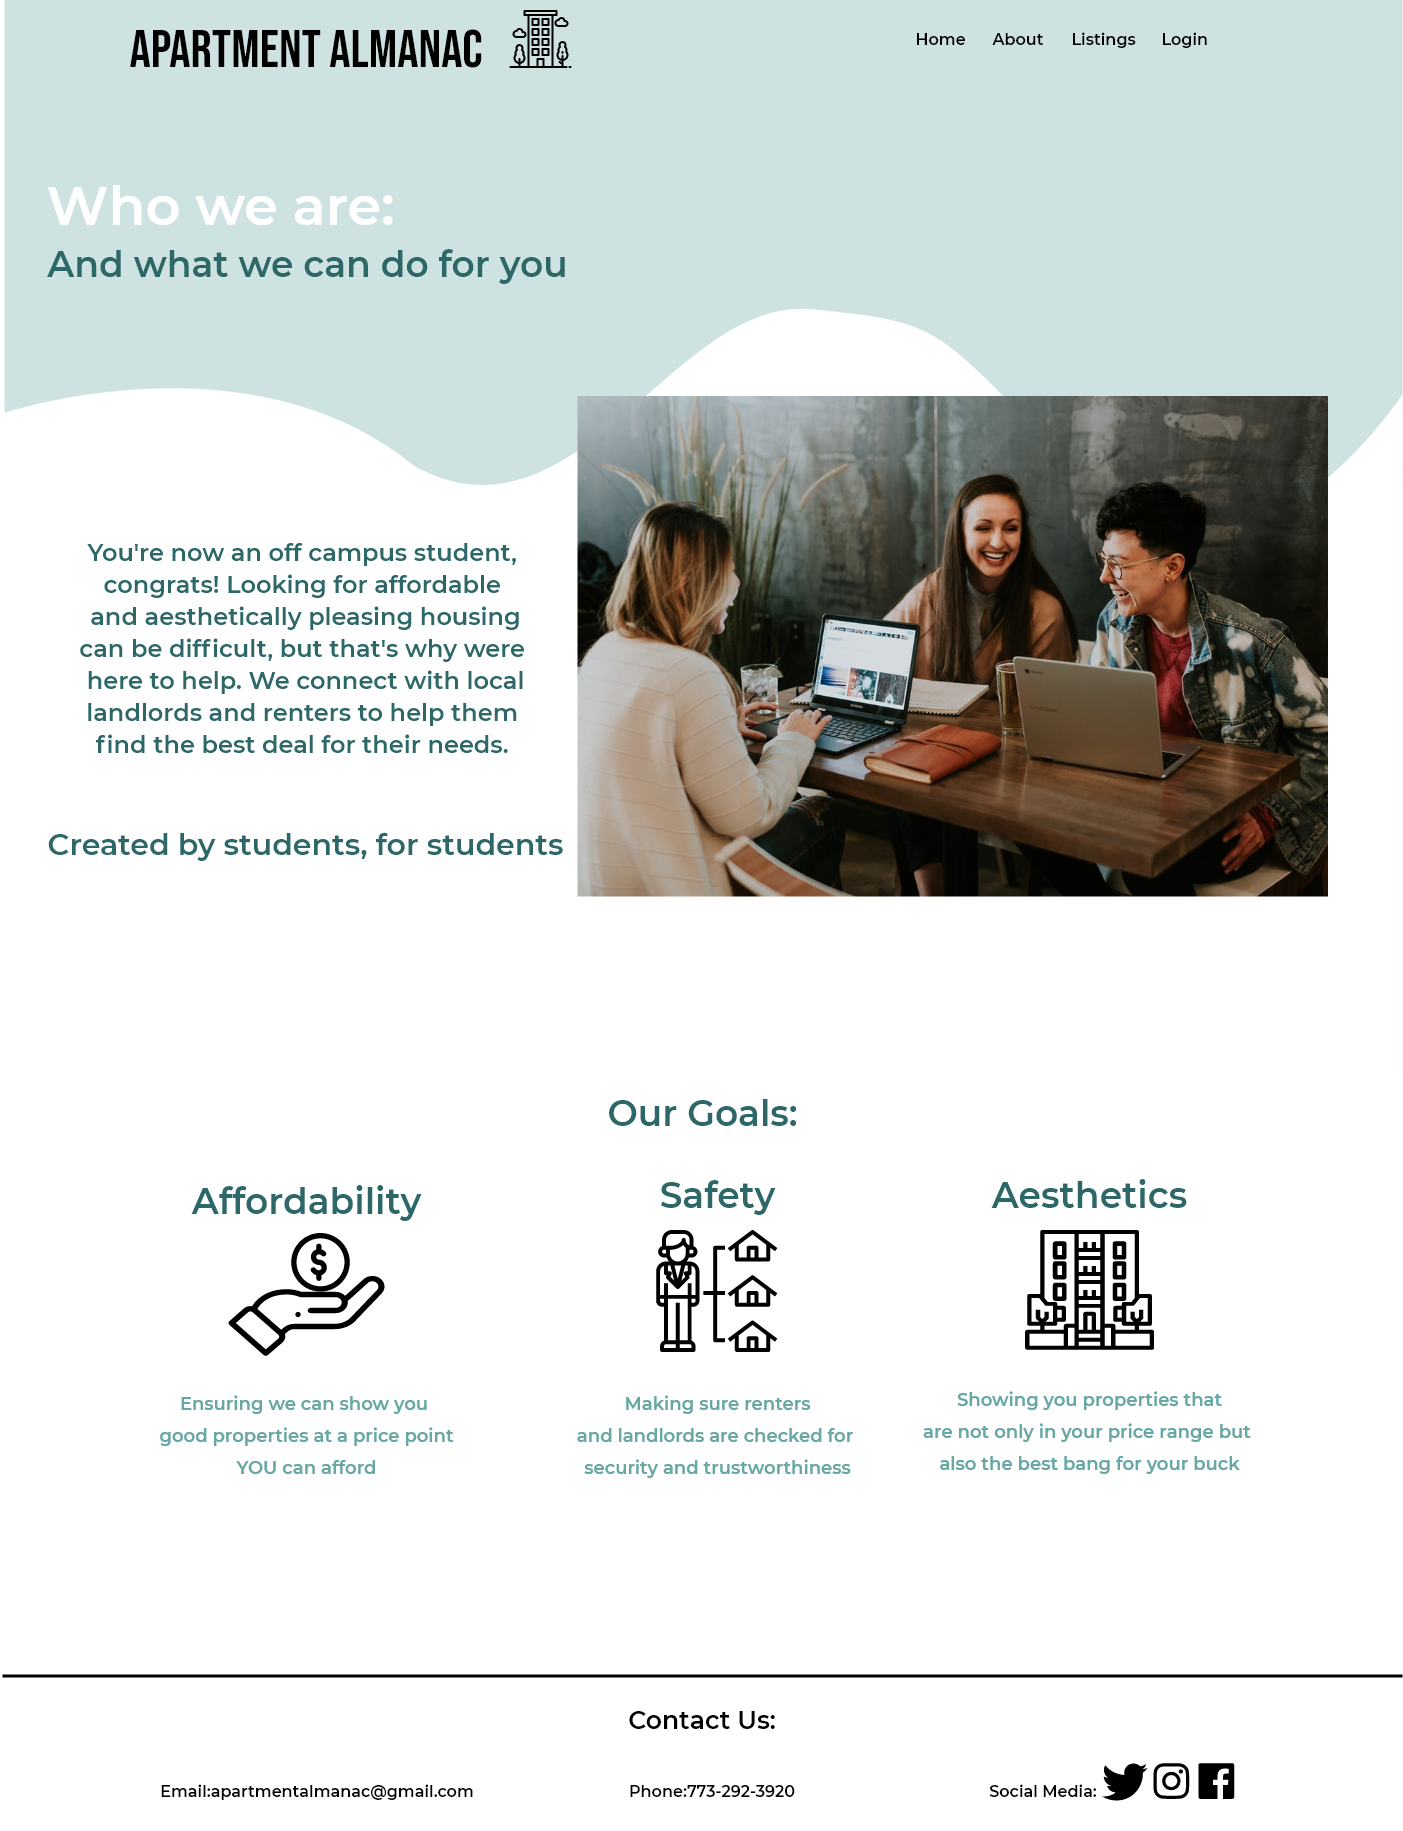 APARTMENT ALMANAC
Home About Listings Login
Who we are:
And what we can do for you
You're now an off campus student,
congrats! Looking for affordable
and aesthetically pleasing housing
can be difficult, but that's why were
here to help. We connect with local
landlords and renters to help them
find the best deal for their needs.
Created by students, for students
Our Goals:
Affordability
$
Ensuring we can show you
good properties at a price point
YOU can afford
Safety
Making sure renters
and landlords are checked for
security and trustworthiness
Aesthetics
Showing you properties that
are not only in your price range but
also the best bang for your buck
Contact Us:
Email:apartmentalmanac@gmail.com
Phone:773-292-3920
Social Media: